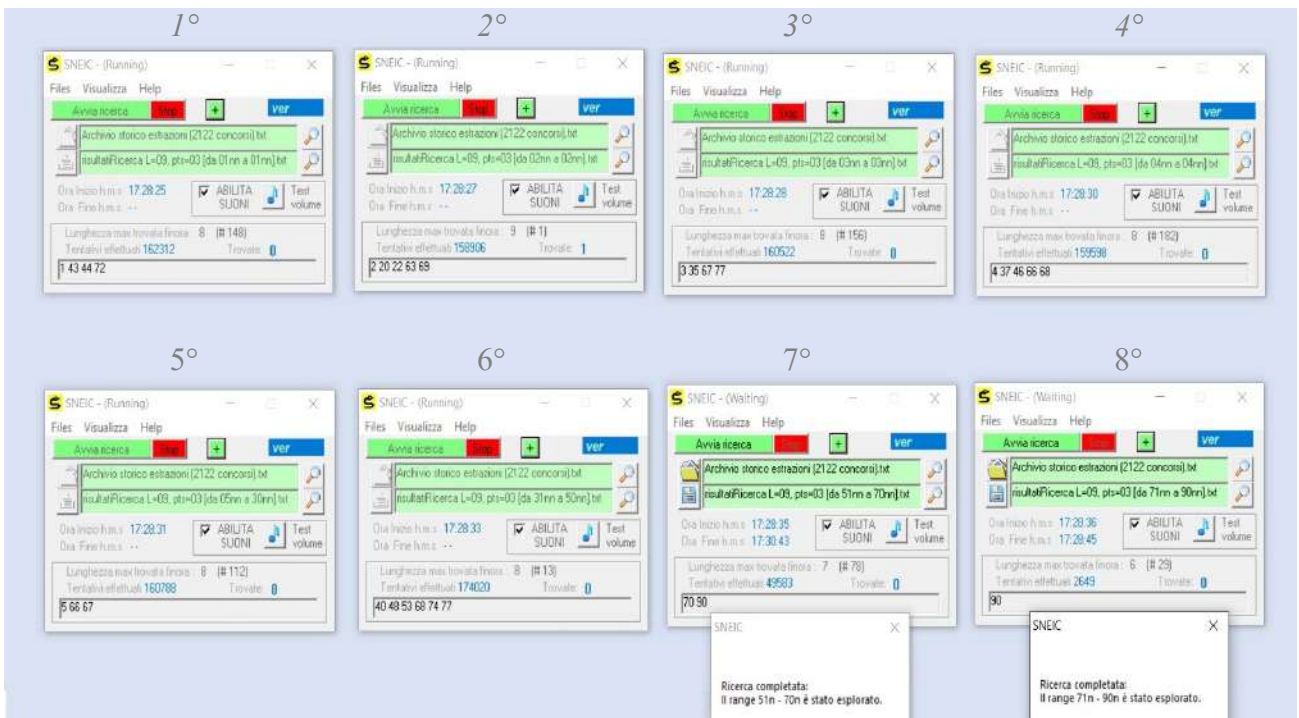 1°
2°
3°
4°
SNEIC - (Running)
Files Visualizza Help
Avvia ricerca Stop + ver
Archivio storico estrazioni (2122 concorsi).txt
risultatiRicerca L=09, pts=03 [da 01nn a 01nn].txt
Ora Inizio h.m.s 17:28:25
Ora Fine h.m.s --
ABILITA SUONI
Test volume
Lunghezza max trovata finora : 8 (# 148)
Tentativi effettuati 162312 Trovate: 0
1 43 44 72
SNEIC - (Running)
Files Visualizza Help
Avvia ricerca Stop + ver
Archivio storico estrazioni (2122 concorsi).txt
risultatiRicerca L=09, pts=03 [da 02nn a 02nn].txt
Ora Inizio h.m.s 17:28:27
Ora Fine h.m.s --
ABILITA SUONI
Test volume
Lunghezza max trovata finora : 9 (# 1)
Tentativi effettuati 158906 Trovate: 1
2 20 22 63 69
SNEIC - (Running)
Files Visualizza Help
Avvia ricerca Stop + ver
Archivio storico estrazioni (2122 concorsi).txt
risultatiRicerca L=09, pts=03 [da 03nn a 03nn].txt
Ora Inizio h.m.s 17:28:28
Ora Fine h.m.s --
ABILITA SUONI
Test volume
Lunghezza max trovata finora : 8 (# 156)
Tentativi effettuati 160522 Trovate: 0
3 35 67 77
SNEIC - (Running)
Files Visualizza Help
Avvia ricerca Stop + ver
Archivio storico estrazioni (2122 concorsi).txt
risultatiRicerca L=09, pts=03 [da 04nn a 04nn].txt
Ora Inizio h.m.s 17:28:30
Ora Fine h.m.s --
ABILITA SUONI
Test volume
Lunghezza max trovata finora : 8 (# 182)
Tentativi effettuati 159598 Trovate: 0
4 37 46 66 68
5°
6°
7°
8°
SNEIC - (Running)
Files Visualizza Help
Avvia ricerca Stop + ver
Archivio storico estrazioni (2122 concorsi).txt
risultatiRicerca L=09, pts=03 [da 05nn a 30nn].txt
Ora Inizio h.m.s 17:28:31
Ora Fine h.m.s --
ABILITA SUONI
Test volume
Lunghezza max trovata finora : 8 (# 112)
Tentativi effettuati 160788 Trovate: 0
5 66 67
SNEIC - (Running)
Files Visualizza Help
Avvia ricerca Stop + ver
Archivio storico estrazioni (2122 concorsi).txt
risultatiRicerca L=09, pts=03 [da 31nn a 50nn].txt
Ora Inizio h.m.s 17:28:33
Ora Fine h.m.s --
ABILITA SUONI
Test volume
Lunghezza max trovata finora : 8 (# 13)
Tentativi effettuati 174020 Trovate: 0
40 48 53 68 74 77
SNEIC - (Waiting)
Files Visualizza Help
Avvia ricerca Stop + ver
Archivio storico estrazioni (2122 concorsi).txt
risultatiRicerca L=09, pts=03 [da 51nn a 70nn].txt
Ora Inizio h.m.s 17:28:35
Ora Fine h.m.s 17:30:43
ABILITA SUONI
Test volume
Lunghezza max trovata finora : 7 (# 78)
Tentativi effettuati 49583 Trovate: 0
70 90
SNEIC
Ricerca completata:
Il range 51n - 70n è stato esplorato.
SNEIC - (Waiting)
Files Visualizza Help
Avvia ricerca Stop + ver
Archivio storico estrazioni (2122 concorsi).txt
risultatiRicerca L=09, pts=03 [da 71nn a 90nn].txt
Ora Inizio h.m.s 17:28:36
Ora Fine h.m.s 17:28:45
ABILITA SUONI
Test volume
Lunghezza max trovata finora : 6 (# 29)
Tentativi effettuati 2649 Trovate: 0
90
SNEIC
Ricerca completata:
Il range 71n - 90n è stato esplorato.